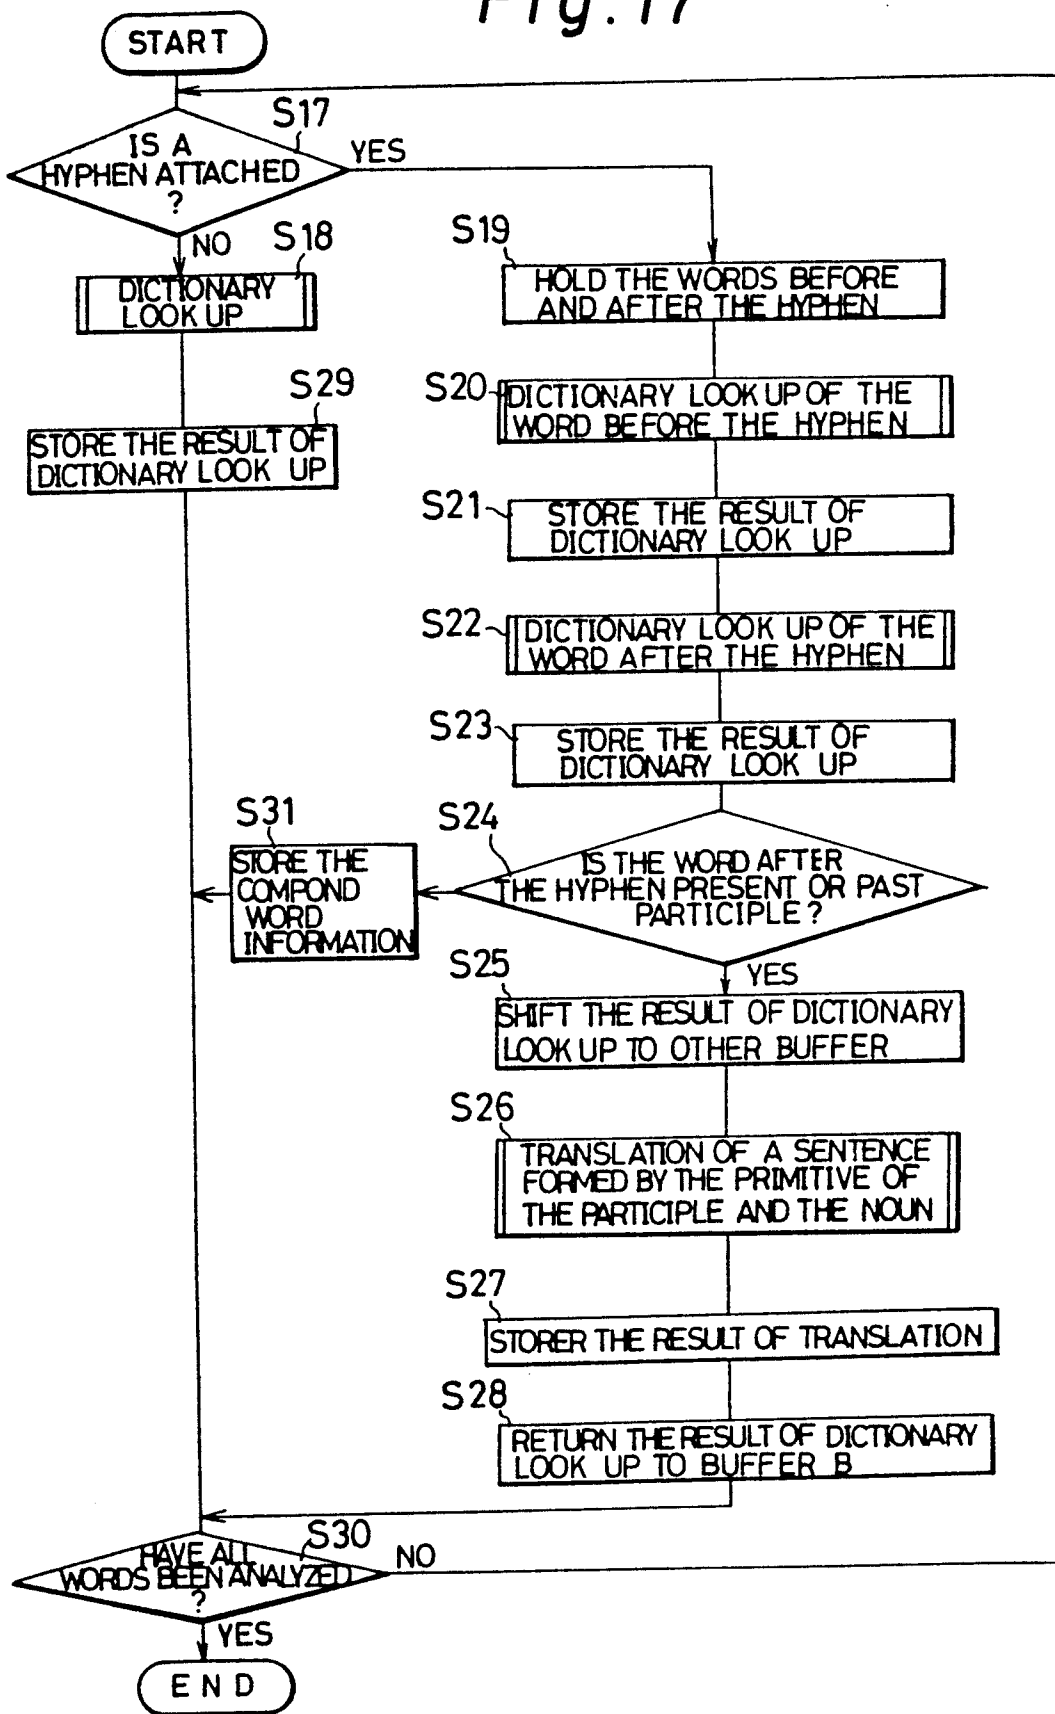 Fig. 17
START
S17
IS A
HYPHEN ATTACHED
?
YES
NO
S18
DICTIONARY
LOOK UP
S29
STORE THE RESULT OF
DICTIONARY LOOK UP
S19
HOLD THE WORDS BEFORE
AND AFTER THE HYPHEN
S20
DICTIONARY LOOK UP OF THE
WORD BEFORE THE HYPHEN
S21
STORE THE RESULT OF
DICTIONARY LOOK UP
S22
DICTIONARY LOOK UP OF THE
WORD AFTER THE HYPHEN
S23
STORE THE RESULT OF
DICTIONARY LOOK UP
S24
IS THE WORD AFTER
THE HYPHEN PRESENT OR PAST
PARTICIPLE ?
S31
STORE THE
COMPOND
WORD
INFORMATION
YES
S25
SHIFT THE RESULT OF DICTIONARY
LOOK UP TO OTHER BUFFER
S26
TRANSLATION OF A SENTENCE
FORMED BY THE PRIMITIVE OF
THE PARTICIPLE AND THE NOUN
S27
STORER THE RESULT OF TRANSLATION
S28
RETURN THE RESULT OF DICTIONARY
LOOK UP TO BUFFER B
S30
HAVE ALL
WORDS BEEN ANALYZED
?
NO
YES
END